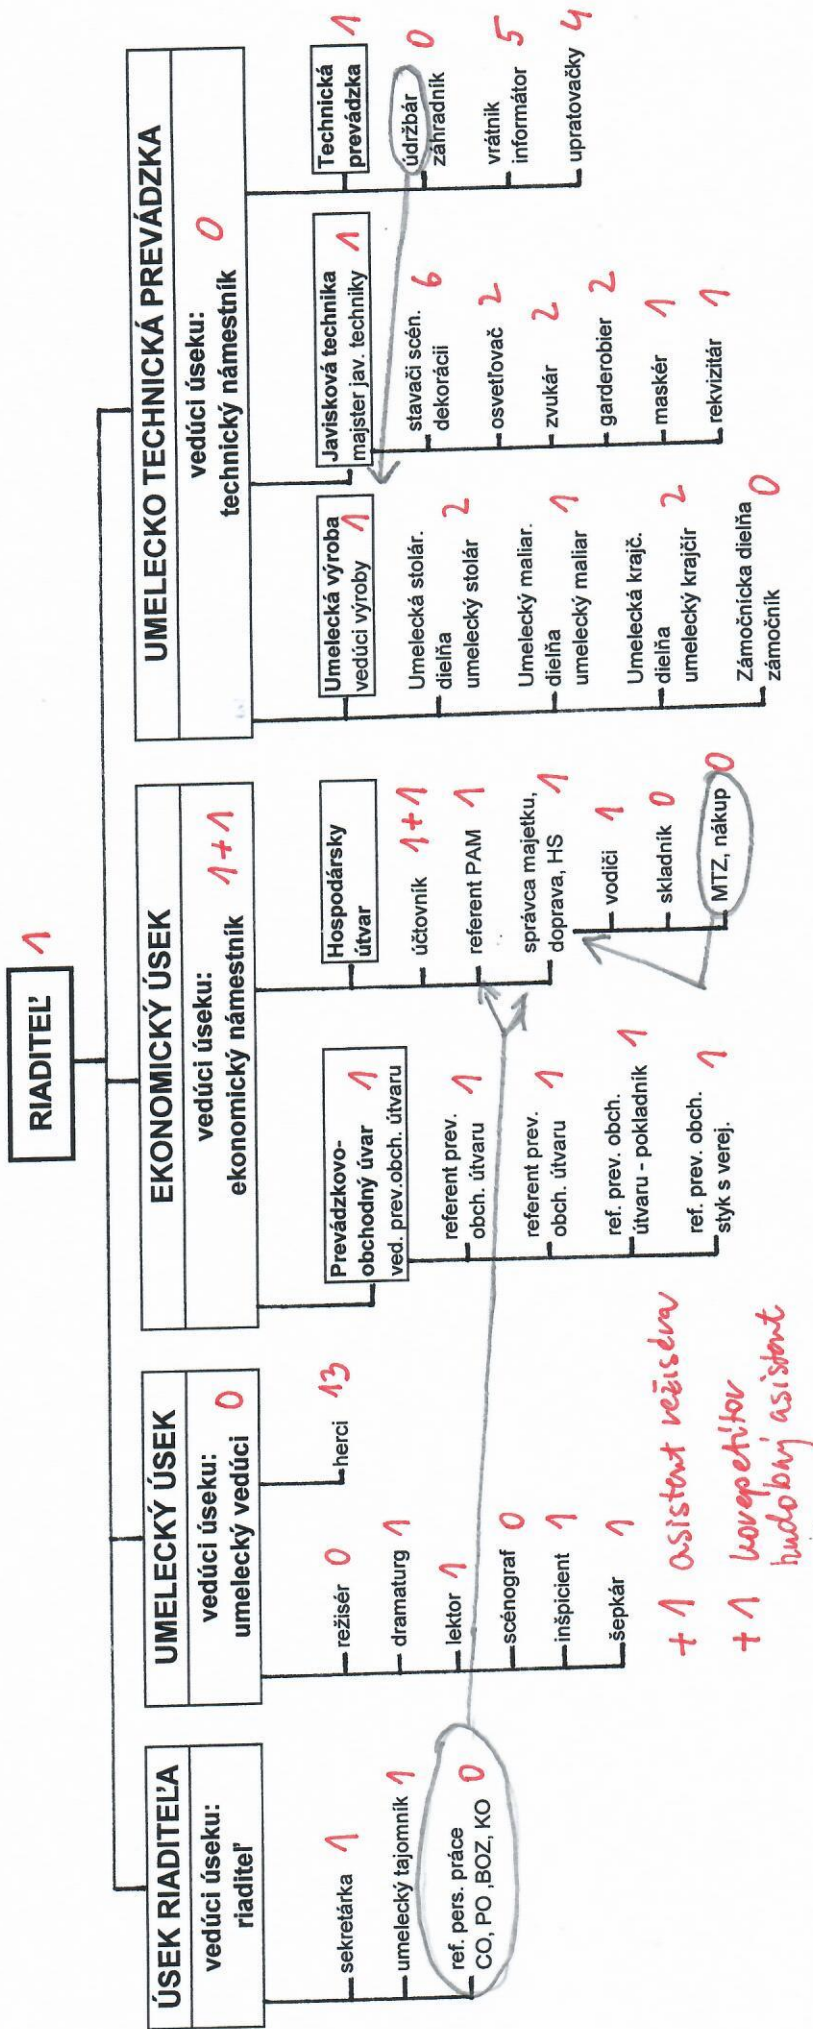 RIADITEĽ 1
ÚSEK RIADITEĽA
vedúci úseku:
riaditeľ
sekretárka 1
umelecký tajomník 1
ref. pers. práce
CO, PO ,BOZ, KO 0
UMELECKÝ ÚSEK
vedúci úseku:
umelecký vedúci 0
režisér 0
dramaturg 1
lektor 1
scénograf 0
inšpicient 1
šepkár 1
herci 13
+ 1 asistent režiséra
+ 1 korepetítor
hudobný asistent
EKONOMICKÝ ÚSEK
vedúci úseku:
ekonomický námestník 1+1
Prevádzkovo-
obchodný úvar
ved. prev.obch. útvaru 1
referent prev.
obch. útvaru 1
referent prev.
obch. útvaru 1
ref. prev. obch.
útvaru - pokladník 1
ref. prev. obch.
styk s verej. 1
Hospodársky
útvar
účtovník 1+1
referent PAM 1
správca majetku,
doprava, HS 1
vodiči 1
skladník 0
MTZ, nákup 0
UMELECKO TECHNICKÁ PREVÁDZKA
vedúci úseku:
technický námestník 0
Umelecká výroba
vedúci výroby 1
Umelecká stolár.
dielňa
umelecký stolár 2
Umelecký maliar.
dielňa
umelecký maliar 1
Umelecká krajč.
dielňa
umelecký krajčír 2
Zámočnícka dielňa
zámočník 0
Javisková technika
majster jav. techniky 1
stavači scén.
dekorácii 6
osvetľovač 2
zvukár 2
garderobier 2
maskér 1
rekvizitár 1
Technická
prevádzka 1
údržbár
záhradník 0
vrátnik
informátor 5
upratovačky 4